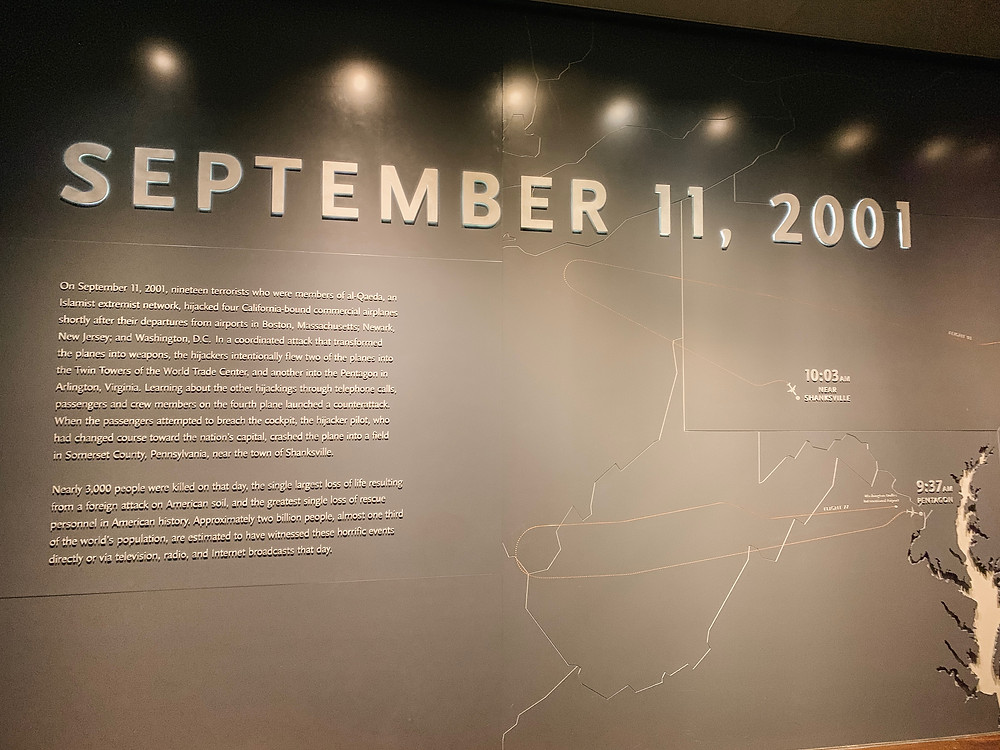 SEPTEMBER 11, 2001
On September 11, 2001, nineteen terrorists who were members of al-Qaeda, an
Islamist extremist network, hijacked four California-bound commercial airplanes
shortly after their departures from airports in Boston, Massachusetts; Newark,
New Jersey; and Washington, D.C. In a coordinated attack that transformed
the planes into weapons, the hijackers intentionally flew two of the planes into
the Twin Towers of the World Trade Center, and another into the Pentagon in
Arlington, Virginia. Learning about the other hijackings through telephone calls,
passengers and crew members on the fourth plane launched a counterattack.
When the passengers attempted to breach the cockpit, the hijacker pilot, who
had changed course toward the nation's capital, crashed the plane into a field
in Somerset County, Pennsylvania, near the town of Shanksville.
Nearly 3,000 people were killed on that day, the single largest loss of life resulting
from a foreign attack on American soil, and the greatest single loss of rescue
personnel in American history. Approximately two billion people, almost one third
of the world's population, are estimated to have witnessed these horrific events
directly or via television, radio, and Internet broadcasts that day.
FLIGHT 93
10:03 AM
NEAR
SHANKSVILLE
9:37 AM
PENTAGON
Washington Dulles
International Airport
FLIGHT 77